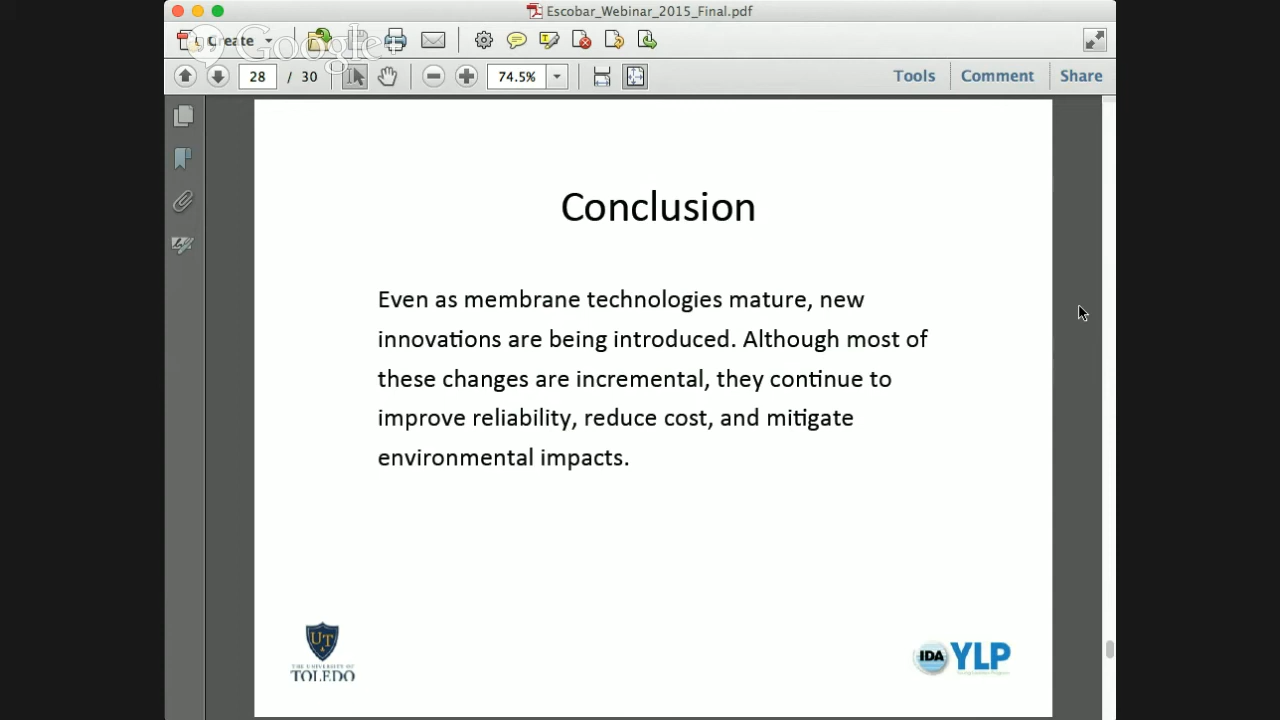 Escobar_Webinar_2015_Final.pdf
Create
Google+
28 / 30
74.5%
Tools
Comment
Share
Conclusion
Even as membrane technologies mature, new
innovations are being introduced. Although most of
these changes are incremental, they continue to
improve reliability, reduce cost, and mitigate
environmental impacts.
UT
THE UNIVERSITY OF
TOLEDO
IDA YLP